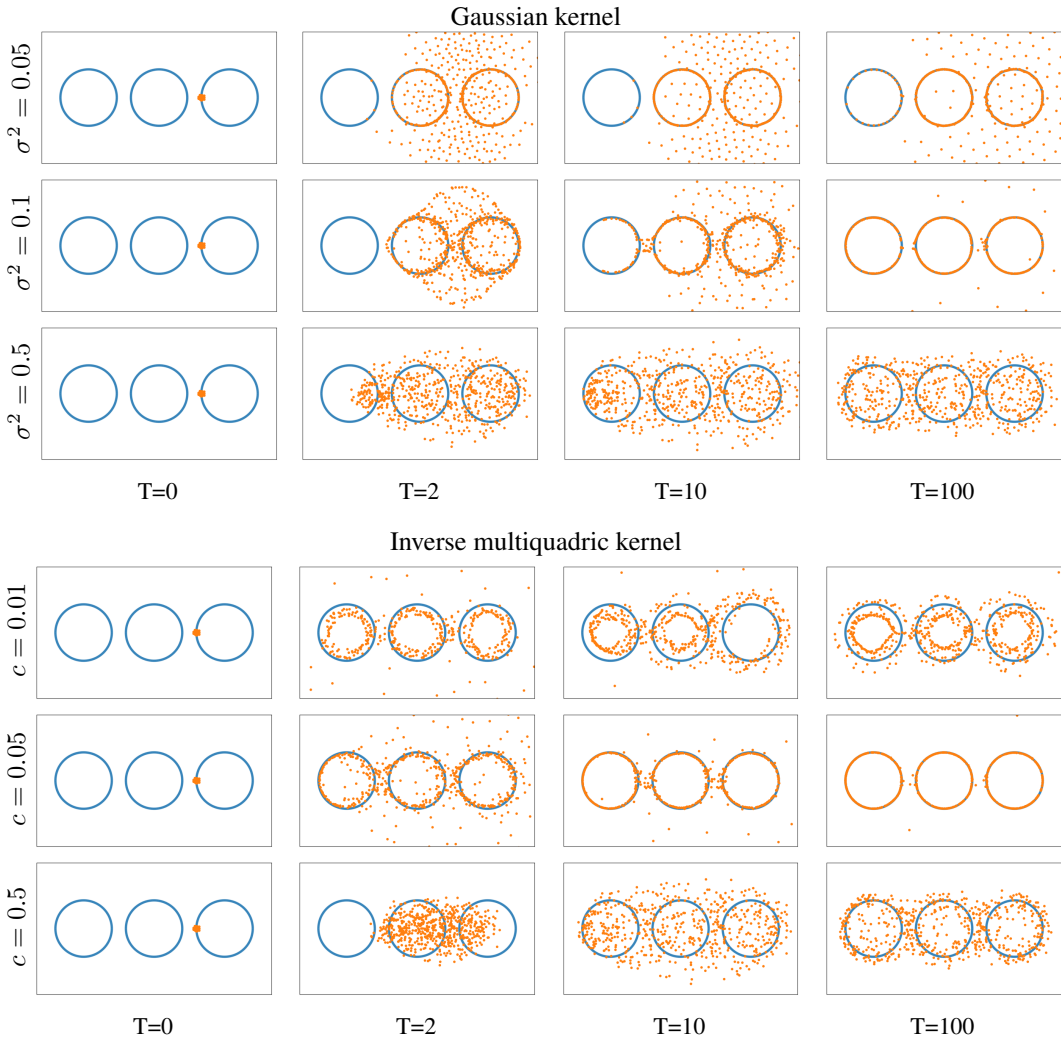 Gaussian kernel
σ² = 0.05
σ² = 0.1
σ² = 0.5
T=0 T=2 T=10 T=100
Inverse multiquadric kernel
c = 0.01
c = 0.05
c = 0.5
T=0 T=2 T=10 T=100